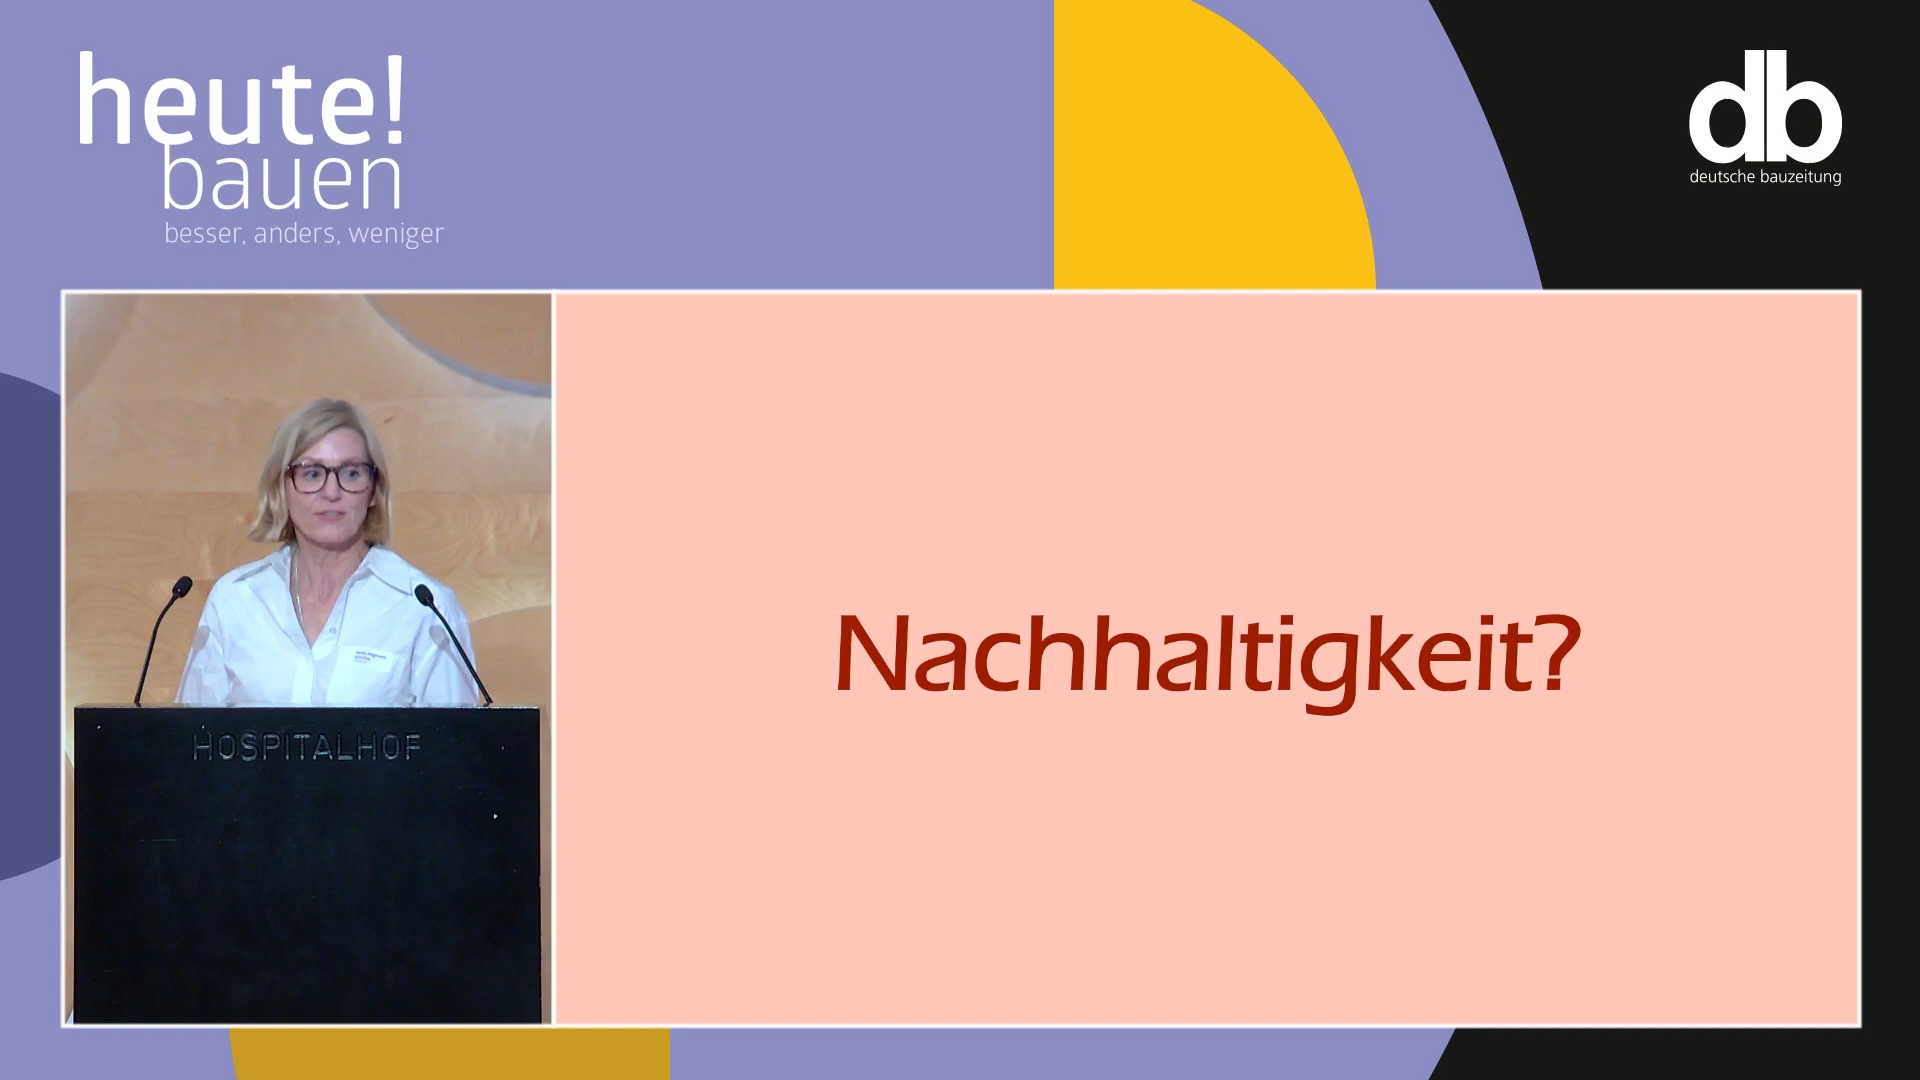 heute!
bauen
besser, anders, weniger
db
deutsche bauzeitung
Nachhaltigkeit?
HOSPITALHOF